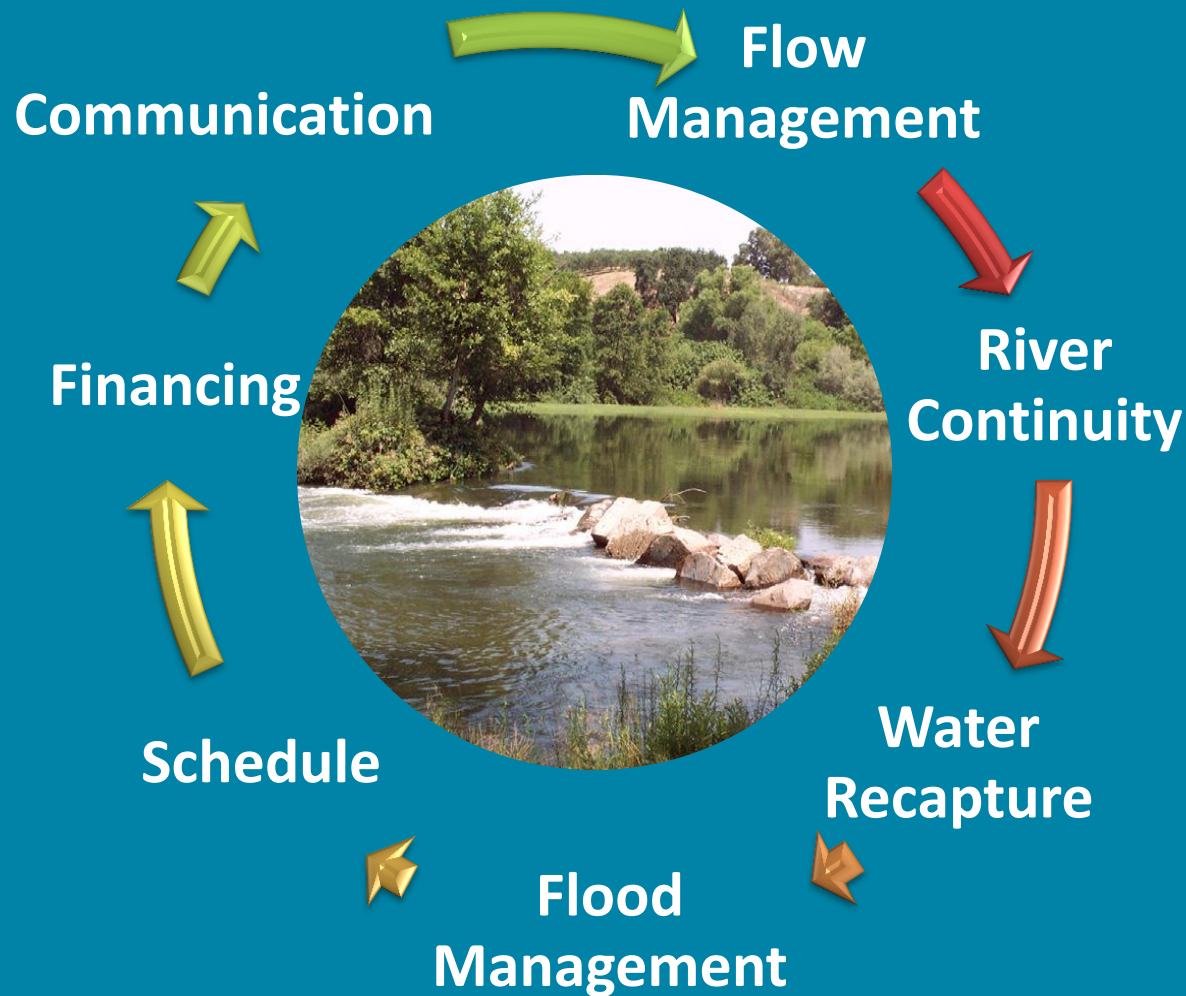 Flow
Management
River
Continuity
Water
Recapture
Flood
Management
Schedule
Financing
Communication